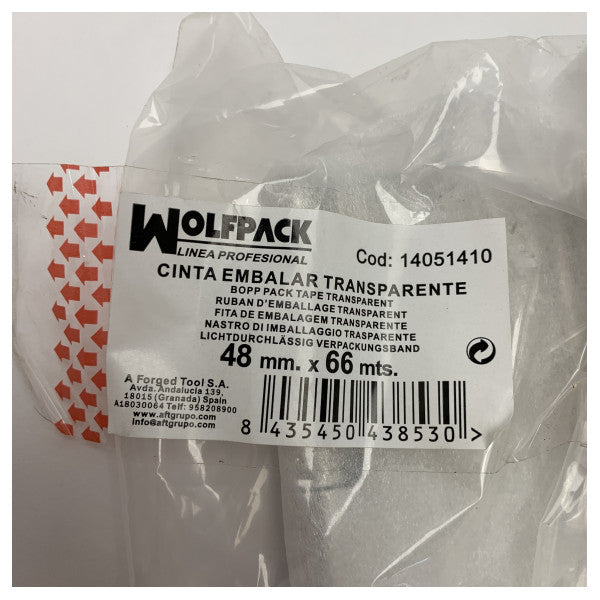 WOLFPACK
LINEA PROFESIONAL
Cod: 14051410
CINTA EMBALAR TRANSPARENTE
BOPP PACK TAPE TRANSPARENT
RUBAN D'EMBALLAGE TRANSPARENT
FITA DE EMBALAGEM TRANSPARENTE
NASTRO DI IMBALLAGGIO TRASPARENTE
LICHTDURCHLÄSSIG VERPACKUNGSBAND
48 mm. x 66 mts.
A Forged Tool S.A.
Avda. Andalucia 139,
18015 (Granada) Spain
A18030064 Telf: 958208900
www.aftgrupo.com
info@aftgrupo.com
8 435450 438530 >